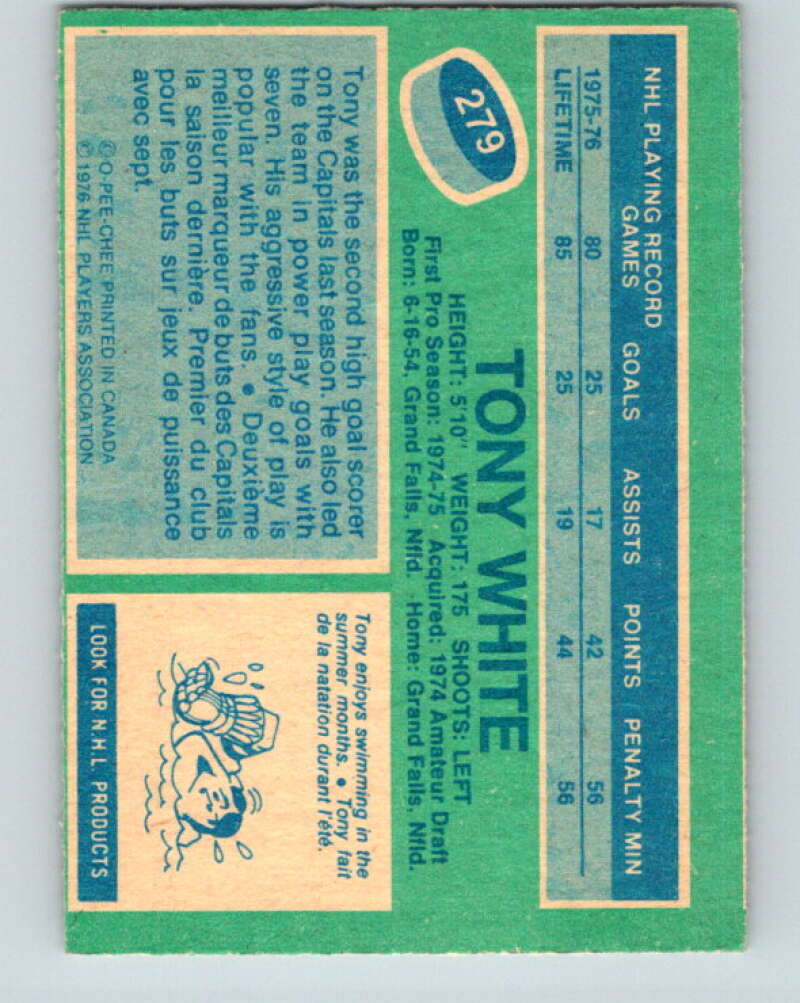 279
TONY WHITE
HEIGHT: 5'10" WEIGHT: 175 SHOOTS: LEFT
First Pro Season: 1974-75 Acquired: 1974 Amateur Draft
Born: 6-16-54, Grand Falls, Nfld. Home: Grand Falls, Nfld.
NHL PLAYING RECORD
GAMES GOALS ASSISTS POINTS PENALTY MIN
1975-76 80 25 17 42 56
LIFETIME 85 25 19 44 56
Tony was the second high goal scorer
on the Capitals last season. He also led
the team in power play goals with
seven. His aggressive style of play is
popular with the fans. • Deuxième
meilleur marqueur de buts des Capitals
la saison dernière. Premier du club
pour les buts sur jeux de puissance
avec sept.
© O-PEE-CHEE PRINTED IN CANADA
© 1976 NHL PLAYERS ASSOCIATION
Tony enjoys swimming in the
summer months. • Tony fait
de la natation durant l'été.
LOOK FOR N.H.L. PRODUCTS